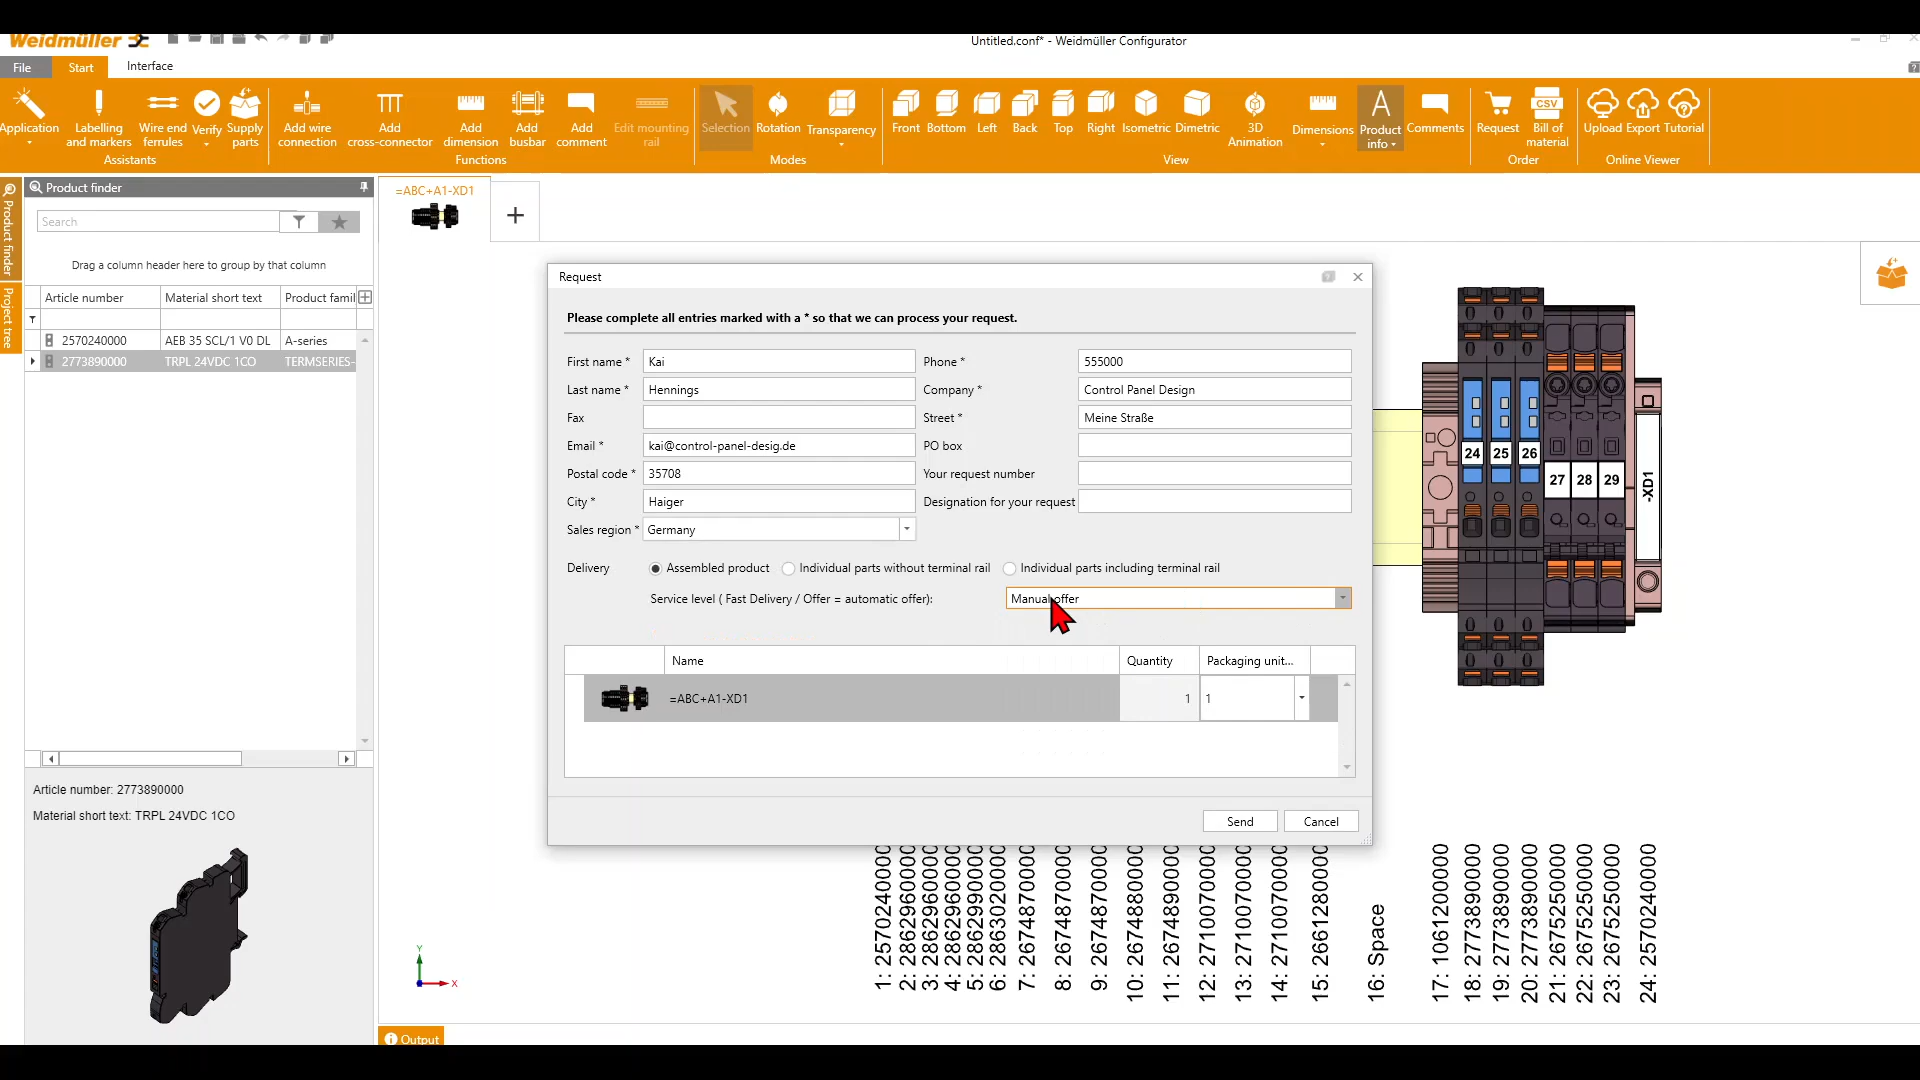 Weidmüller
Untitled.conf* - Weidmüller Configurator
File
Start
Interface
Application
Labelling
and markers
Wire end
ferrules
Verify
Supply
parts
Assistants
Add wire
connection
Add
cross-connector
Add
dimension
Add
busbar
Add
comment
Edit mounting
rail
Functions
Selection
Rotation
Transparency
Modes
Front
Bottom
Left
Back
Top
Right
Isometric
Dimetric
3D
Animation
Dimensions
Product
info
Comments
View
Request
CSV
Bill of
material
Order
Upload
Export
Tutorial
Online Viewer
Product finder
Project tree
Product finder
Search
Drag a column header here to group by that column
Article number
Material short text
Product famil
2570240000
AEB 35 SCL/1 V0 DL
A-series
2773890000
TRPL 24VDC 1CO
TERMSERIES-
Article number: 2773890000
Material short text: TRPL 24VDC 1CO
=ABC+A1-XD1
Request
Please complete all entries marked with a * so that we can process your request.
First name *
Kai
Phone *
555000
Last name *
Hennings
Company *
Control Panel Design
Fax
Street *
Meine Straße
Email *
kai@control-panel-desig.de
PO box
Postal code *
35708
Your request number
City *
Haiger
Designation for your request
Sales region *
Germany
Delivery
Assembled product
Individual parts without terminal rail
Individual parts including terminal rail
Service level ( Fast Delivery / Offer = automatic offer):
Manual offer
Name
Quantity
Packaging unit...
=ABC+A1-XD1
1
1
Send
Cancel
24
25
26
27
28
29
-XD1
1: 2570240000
2: 2862960000
3: 2862960000
4: 2862960000
5: 2862990000
6: 2863020000
7: 2674870000
8: 2674870000
9: 2674870000
10: 2674880000
11: 2674890000
12: 2710070000
13: 2710070000
14: 2710070000
15: 2661280000
16: Space
17: 1061200000
18: 2773890000
19: 2773890000
20: 2773890000
21: 2675250000
22: 2675250000
23: 2675250000
24: 2570240000
Y
X
Output